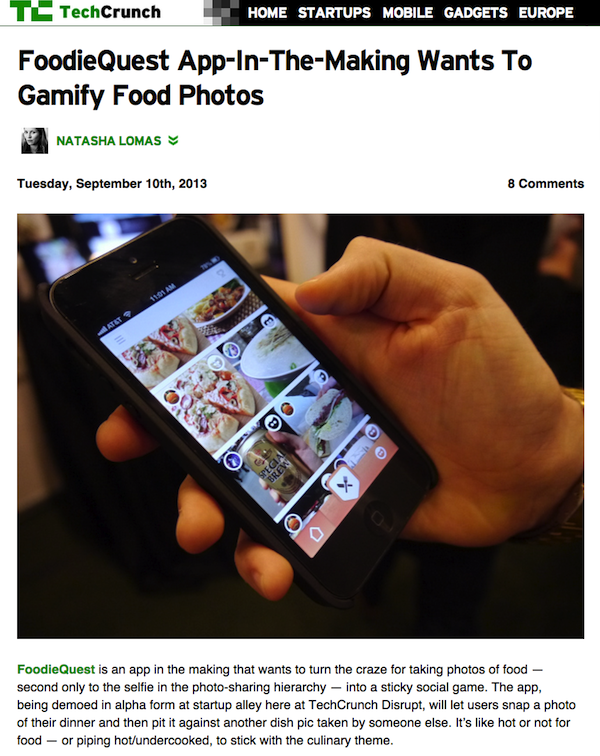 TC TechCrunch HOME STARTUPS MOBILE GADGETS EUROPE
FoodieQuest App-In-The-Making Wants To
Gamify Food Photos
NATASHA LOMAS
Tuesday, September 10th, 2013 8 Comments
AT&T 11:01 AM 78%
SPECIAL
BREW
FoodieQuest is an app in the making that wants to turn the craze for taking photos of food —
second only to the selfie in the photo-sharing hierarchy — into a sticky social game. The app,
being demoed in alpha form at startup alley here at TechCrunch Disrupt, will let users snap a photo
of their dinner and then pit it against another dish pic taken by someone else. It's like hot or not for
food — or piping hot/undercooked, to stick with the culinary theme.